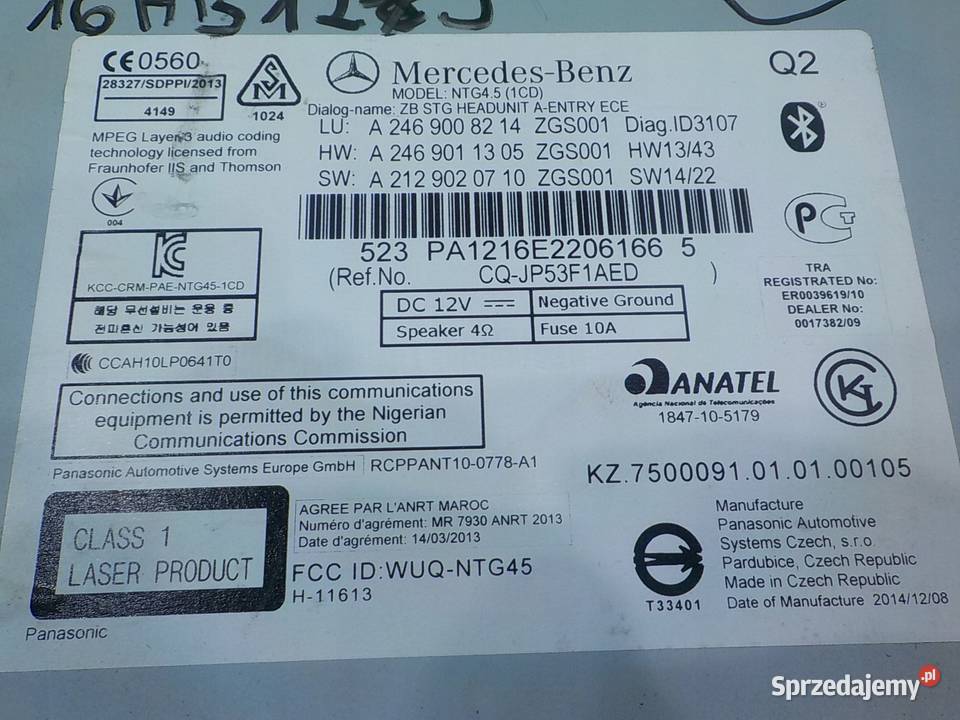 CE0560
28327/SDPPI/2013
4149
SM
1024
Mercedes-Benz
MODEL: NTG4.5 (1CD)
Dialog-name: ZB STG HEADUNIT A-ENTRY ECE
LU: A 246 900 8214 ZGS001 Diag.ID3107
HW: A 246 901 13 05 ZGS001 HW13/43
SW: A 212 902 07 10 ZGS001 SW14/22
Q2
MPEG Layer-3 audio coding
technology licensed from
Fraunhofer IIS and Thomson
004
523 PA1216E2206166 5
(Ref.No. CQ-JP53F1AED )
KCC-CRM-PAE-NTG45-1CD
해당 무선설비는 운용 중
전파혼신 가능성이 있음
DC 12V
Negative Ground
Speaker 4Ω
Fuse 10A
TRA
REGISTERED No:
ER0039619/10
DEALER No:
0017382/09
CCAH10LP0641T0
Connections and use of this communications
equipment is permitted by the Nigerian
Communications Commission
ANATEL
Agência Nacional de Telecomunicações
1847-10-5179
Panasonic Automotive Systems Europe GmbH
RCPPANT10-0778-A1
KZ.7500091.01.01.00105
CLASS 1
LASER PRODUCT
AGREE PAR L'ANRT MAROC
Numéro d'agrément: MR 7930 ANRT 2013
Date d'agrément: 14/03/2013
FCC ID:WUQ-NTG45
H-11613
T33401
Manufacture
Panasonic Automotive
Systems Czech, s.r.o.
Pardubice, Czech Republic
Made in Czech Republic
Date of Manufacture 2014/12/08
Panasonic
Sprzedajemy.pl